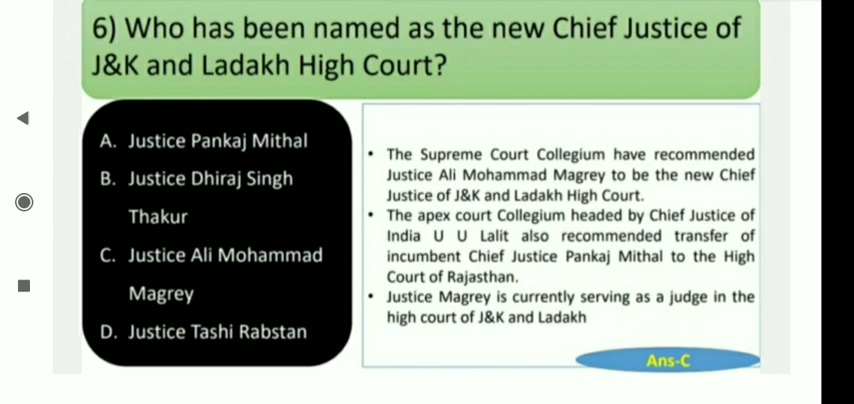 6) Who has been named as the new Chief Justice of
J&K and Ladakh High Court?
A. Justice Pankaj Mithal
B. Justice Dhiraj Singh
Thakur
C. Justice Ali Mohammad
Magrey
D. Justice Tashi Rabstan
• The Supreme Court Collegium have recommended
Justice Ali Mohammad Magrey to be the new Chief
Justice of J&K and Ladakh High Court.
• The apex court Collegium headed by Chief Justice of
India U U Lalit also recommended transfer of
incumbent Chief Justice Pankaj Mithal to the High
Court of Rajasthan.
• Justice Magrey is currently serving as a judge in the
high court of J&K and Ladakh
Ans-C